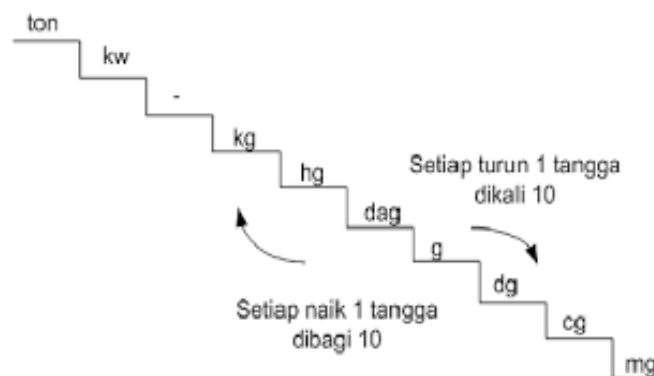 ton
kw
-
kg
hg
dag
g
dg
cg
mg
Setiap turun 1 tangga
dikali 10
Setiap naik 1 tangga
dibagi 10